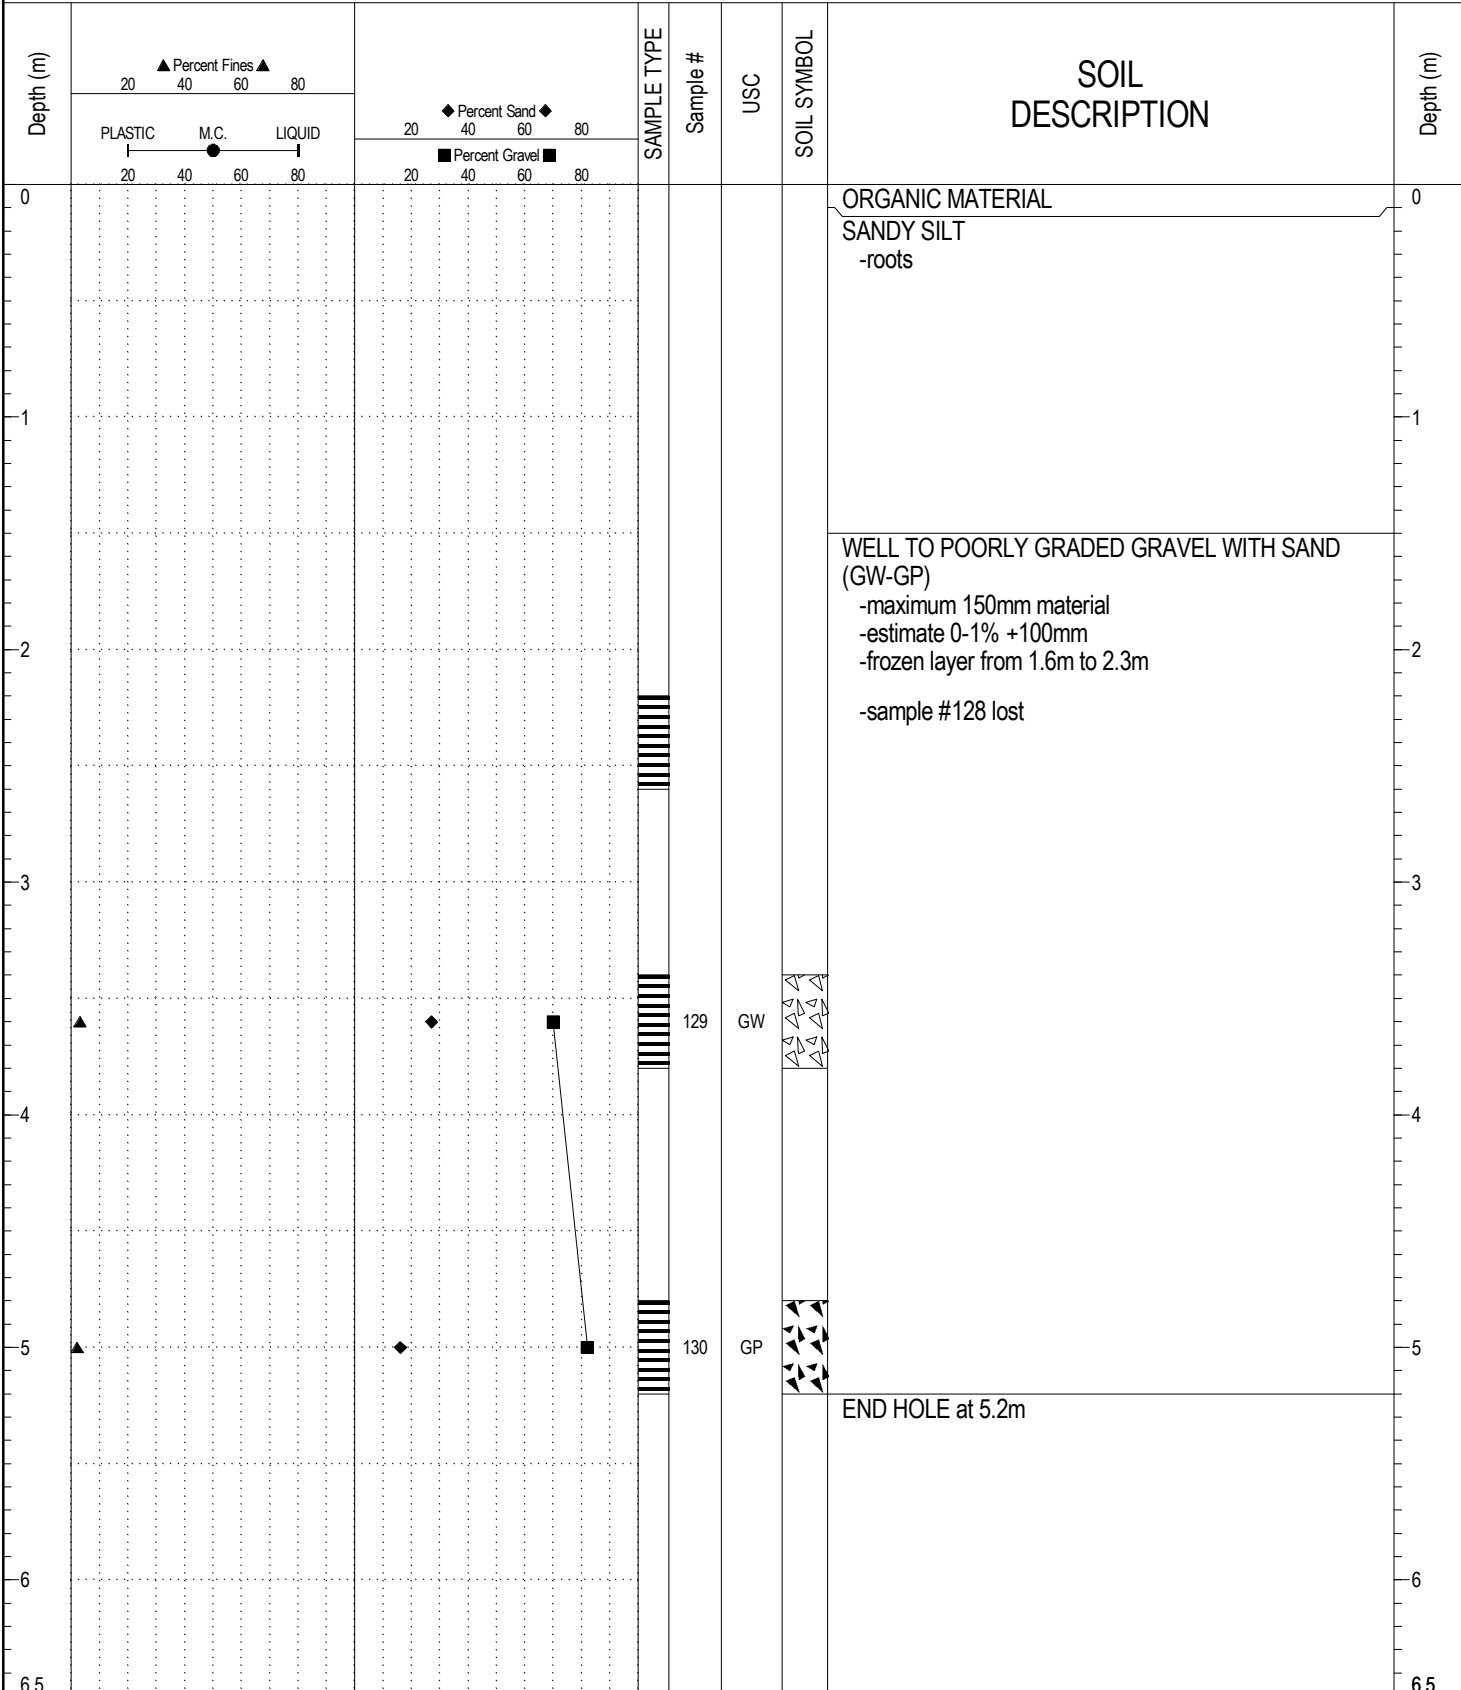 Depth (m)
▲ Percent Fines ▲
20 40 60 80
PLASTIC M.C. LIQUID
20 40 60 80
◆ Percent Sand ◆
20 40 60 80
■ Percent Gravel ■
20 40 60 80
SAMPLE TYPE
Sample #
USC
SOIL SYMBOL
SOIL
DESCRIPTION
Depth (m)
0 ORGANIC MATERIAL 0
SANDY SILT
-roots
1 1
WELL TO POORLY GRADED GRAVEL WITH SAND
(GW-GP)
-maximum 150mm material
-estimate 0-1% +100mm
2 2
-frozen layer from 1.6m to 2.3m
-sample #128 lost
3 3
129 GW
4 4
5 130 GP 5
END HOLE at 5.2m
6 6
6.5 6.5